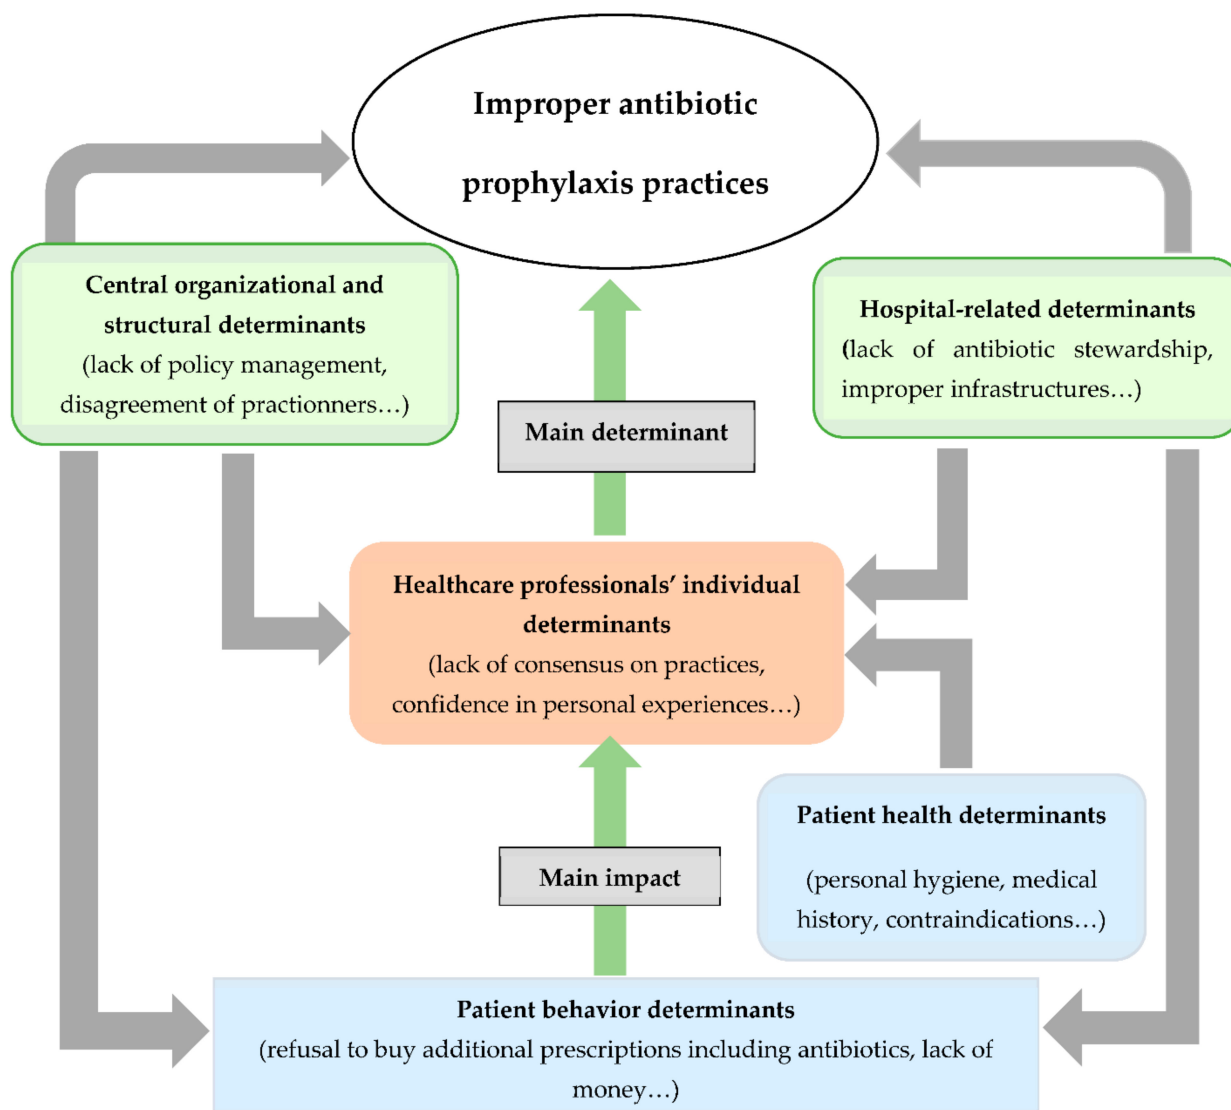 Improper antibiotic
prophylaxis practices
Central organizational and
structural determinants
(lack of policy management,
disagreement of practionners…)
Hospital-related determinants
(lack of antibiotic stewardship,
improper infrastructures…)
Main determinant
Healthcare professionals’ individual
determinants
(lack of consensus on practices,
confidence in personal experiences…)
Patient health determinants
(personal hygiene, medical
history, contraindications…)
Main impact
Patient behavior determinants
(refusal to buy additional prescriptions including antibiotics, lack of
money…)